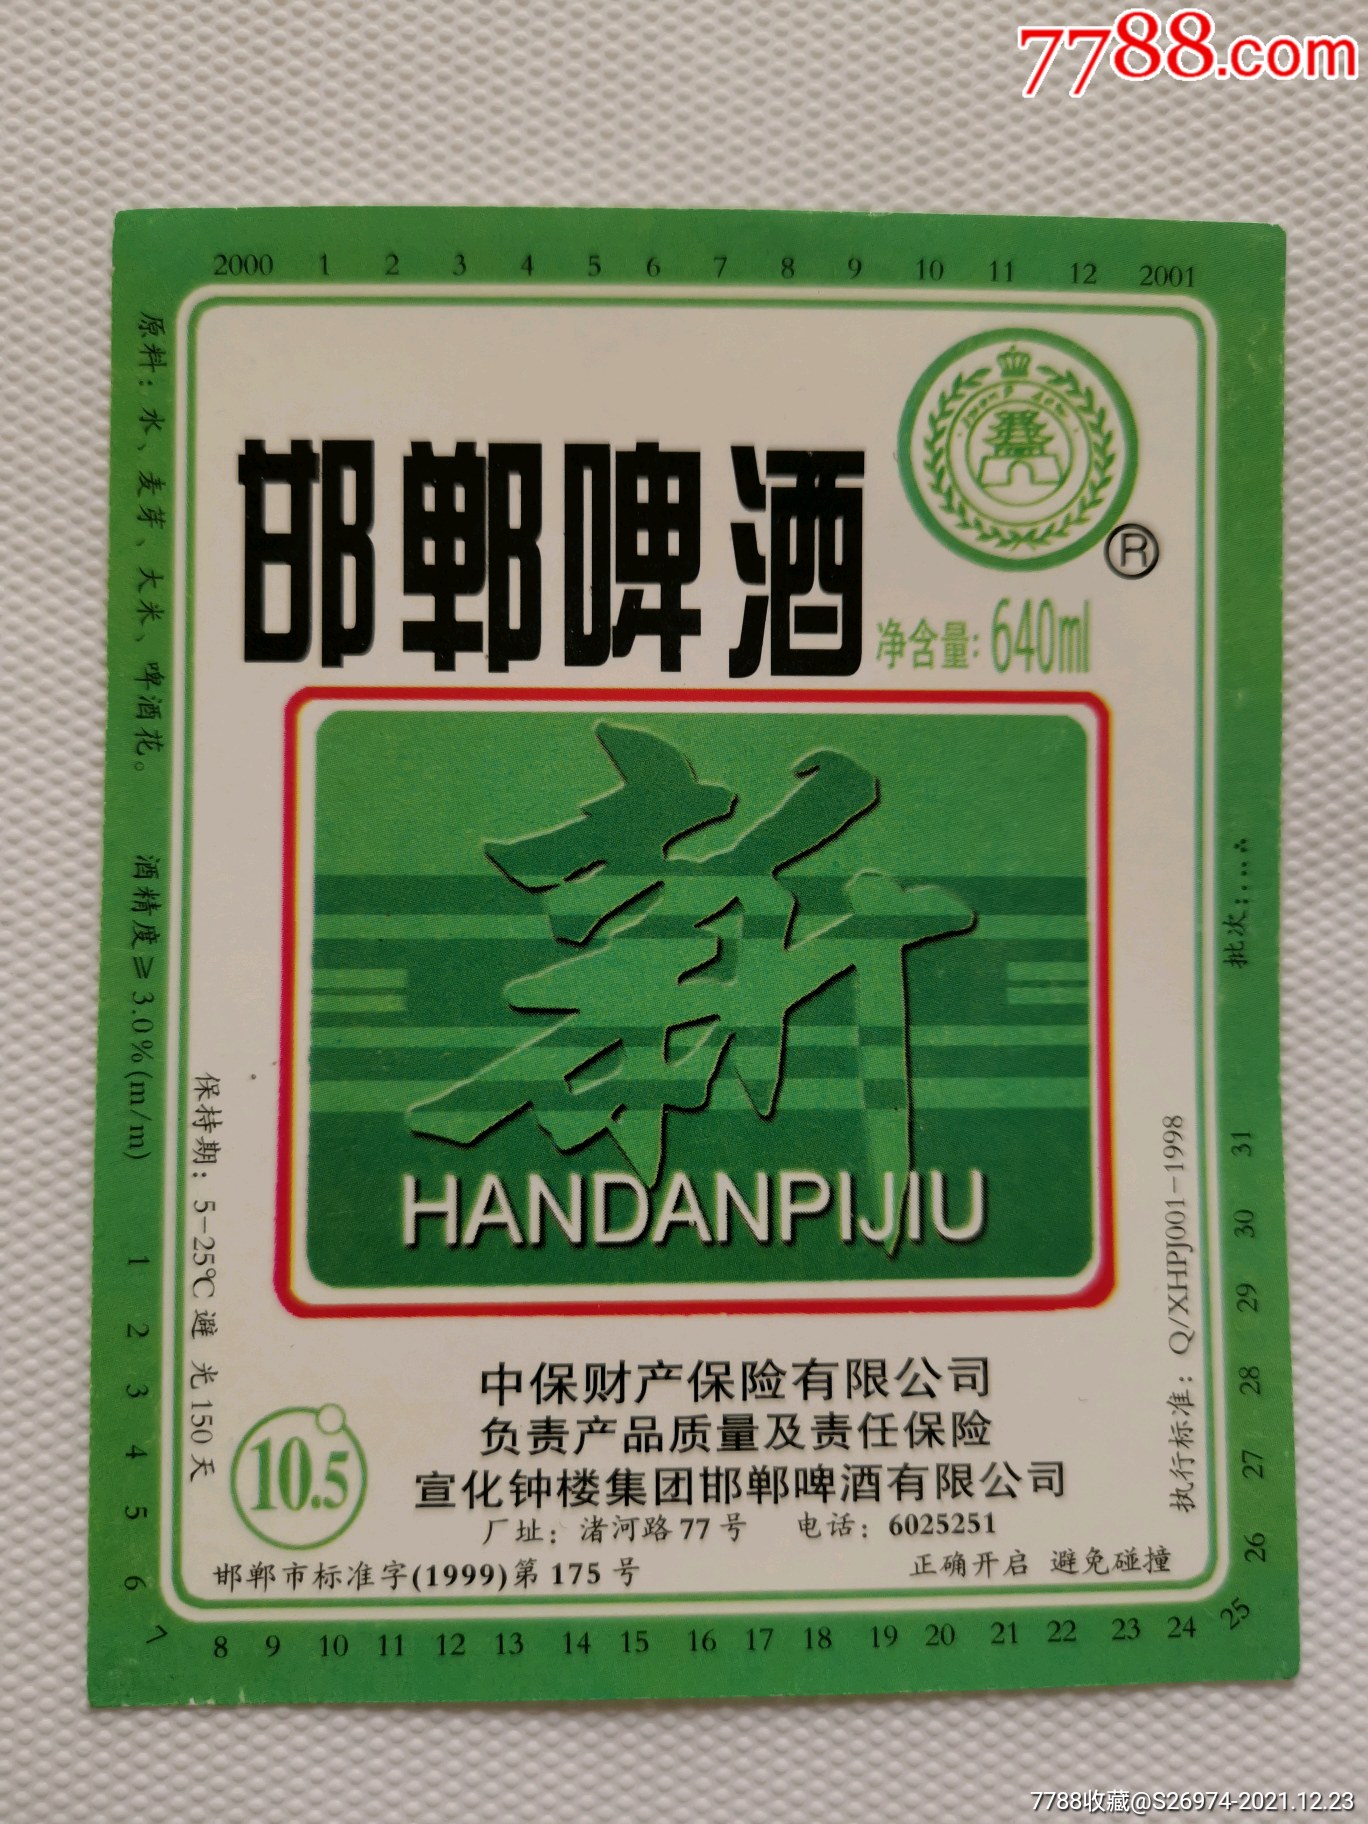 7788.com
2000 1 2 3 4 5 6 7 8 9 10 11 12 2001
邯郸啤酒
®
净含量:640ml
新
HANDANPIJIU
原料：水、麦芽、大米、啤酒花。 酒精度≥3.0%(m/m)
保持期：5-25℃避 光150天
批次：
执行标准：Q/XHPJ001-1998
10.5
中保财产保险有限公司
负责产品质量及责任保险
宣化钟楼集团邯郸啤酒有限公司
厂址：渚河路77号 电话：6025251
邯郸市标准字(1999)第175号
正确开启 避免碰撞
1 2 3 4 5 6 7 8 9 10 11 12 13 14 15 16 17 18 19 20 21 22 23 24 25 26 27 28 29 30 31
7788收藏@S26974-2021.12.23